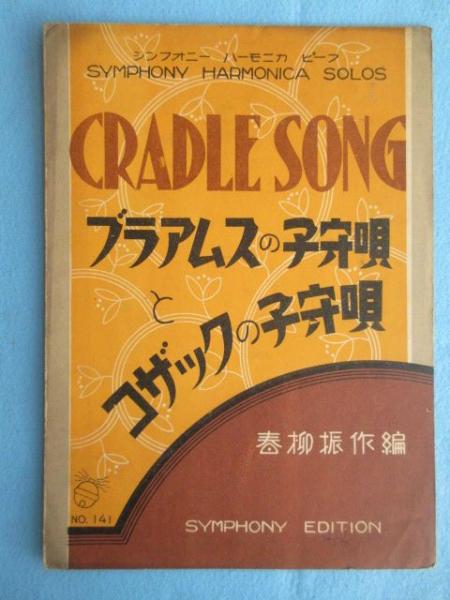 シンフオニー ハーモニカ ピース
SYMPHONY HARMONICA SOLOS
CRADLE SONG
ブラアムスの子守唄
と
コザックの子守唄
春柳振作編
NO. 141
SYMPHONY EDITION